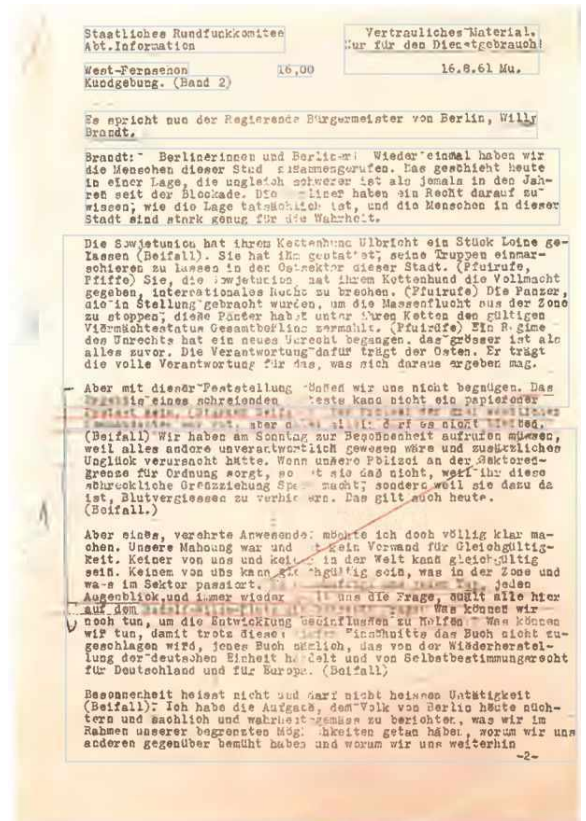 Staatliches Rundfunkkomitee
Abt.Information
Vertrauliches Material.
Nur für den Dienstgebrauch!
West-Fernsehen 16,00 16.8.61 Mu.
Kundgebung. (Band 2)
Es spricht nun der Regierende Bürgermeister von Berlin, Willy
Brandt.
Brandt: Berlinerinnen und Berliner! Wieder einmal haben wir
die Menschen dieser Stadt zusammengerufen. Das geschieht heute
in einer Lage, die ungleich schwerer ist als jemals in den Jah-
ren seit der Blockade. Die Berliner haben ein Recht darauf zu
wissen, wie die Lage tatsächlich ist, und die Menschen in dieser
Stadt sind stark genug für die Wahrheit.
Die Sowjetunion hat ihrem Kettenhund Ulbricht ein Stück Leine ge-
lassen (Beifall). Sie hat ihm gestattet, seine Truppen einmar-
schieren zu lassen in den Ostsektor dieser Stadt. (Pfuirufe,
Pfiffe) Sie, die Sowjetunion hat ihrem Kettenhund die Vollmacht
gegeben, internationales Recht zu brechen. (Pfuirufe) Die Panzer,
die in Stellung gebracht wurden, um die Massenflucht aus der Zone
zu stoppen, diese Panzer haben unter ihren Ketten den gültigen
Viermächtestatus Gesamtberlins zermahlt. (Pfuirüfe) Ein Regime
des Unrechts hat ein neues Unrecht begangen, das grösser ist als
alles zuvor. Die Verantwortung dafür trägt der Osten. Er trägt
die volle Verantwortung für das, was sich daraus ergeben mag.
Aber mit dieser Feststellung können wir uns nicht begnügen. Das
Ergebnis eines schreienden kann nicht ein papierener
Protest sein.
(Beifall) Wir haben am Sonntag zur Besonnenheit aufrufen müssen,
weil alles andere unverantwortlich gewesen wäre und zusätzliches
Unglück verursacht hätte. Wenn unsere Polizei an der Sektoren-
grenze für Ordnung sorgt, so tut sie das nicht, weil ihr diese
schreckliche Grenzziehung Spass macht, sondern weil sie dazu da
ist, Blutvergiessen zu verhindern. Das gilt auch heute.
(Beifall.)
Aber eines, verehrte Anwesende, möchte ich doch völlig klar ma-
chen. Unsere Mahnung war und ist kein Vorwand für Gleichgültig-
keit. Keiner von uns und keiner in der Welt kann gleichgültig
sein. Keinem von uns kann gleichgültig sein, was in der Zone und
was im Sektor passiert. jeden
Augenblick und immer wieder uns die Frage, quält alle hier
auf dem Was können wir
noch tun, um die Entwicklung beeinflussen zu helfen? Was können
wir tun, damit trotz dieser tiefen Einschnitts das Buch nicht zu-
geschlagen wird, jenes Buch nämlich, das von der Wiederherstel-
lung der deutschen Einheit handelt und von Selbstbestimmungsrecht
für Deutschland und für Europa. (Beifall)
Besonnenheit heisst nicht und darf nicht heissen Untätigkeit
(Beifall). Ich habe die Aufgabe, dem Volk von Berlin heute nüch-
tern und sachlich und wahrheitsgemäss zu berichten, was wir im
Rahmen unserer begrenzten Möglichkeiten getan haben, worum wir uns
anderen gegenüber bemüht haben und worum wir uns weiterhin
-2-